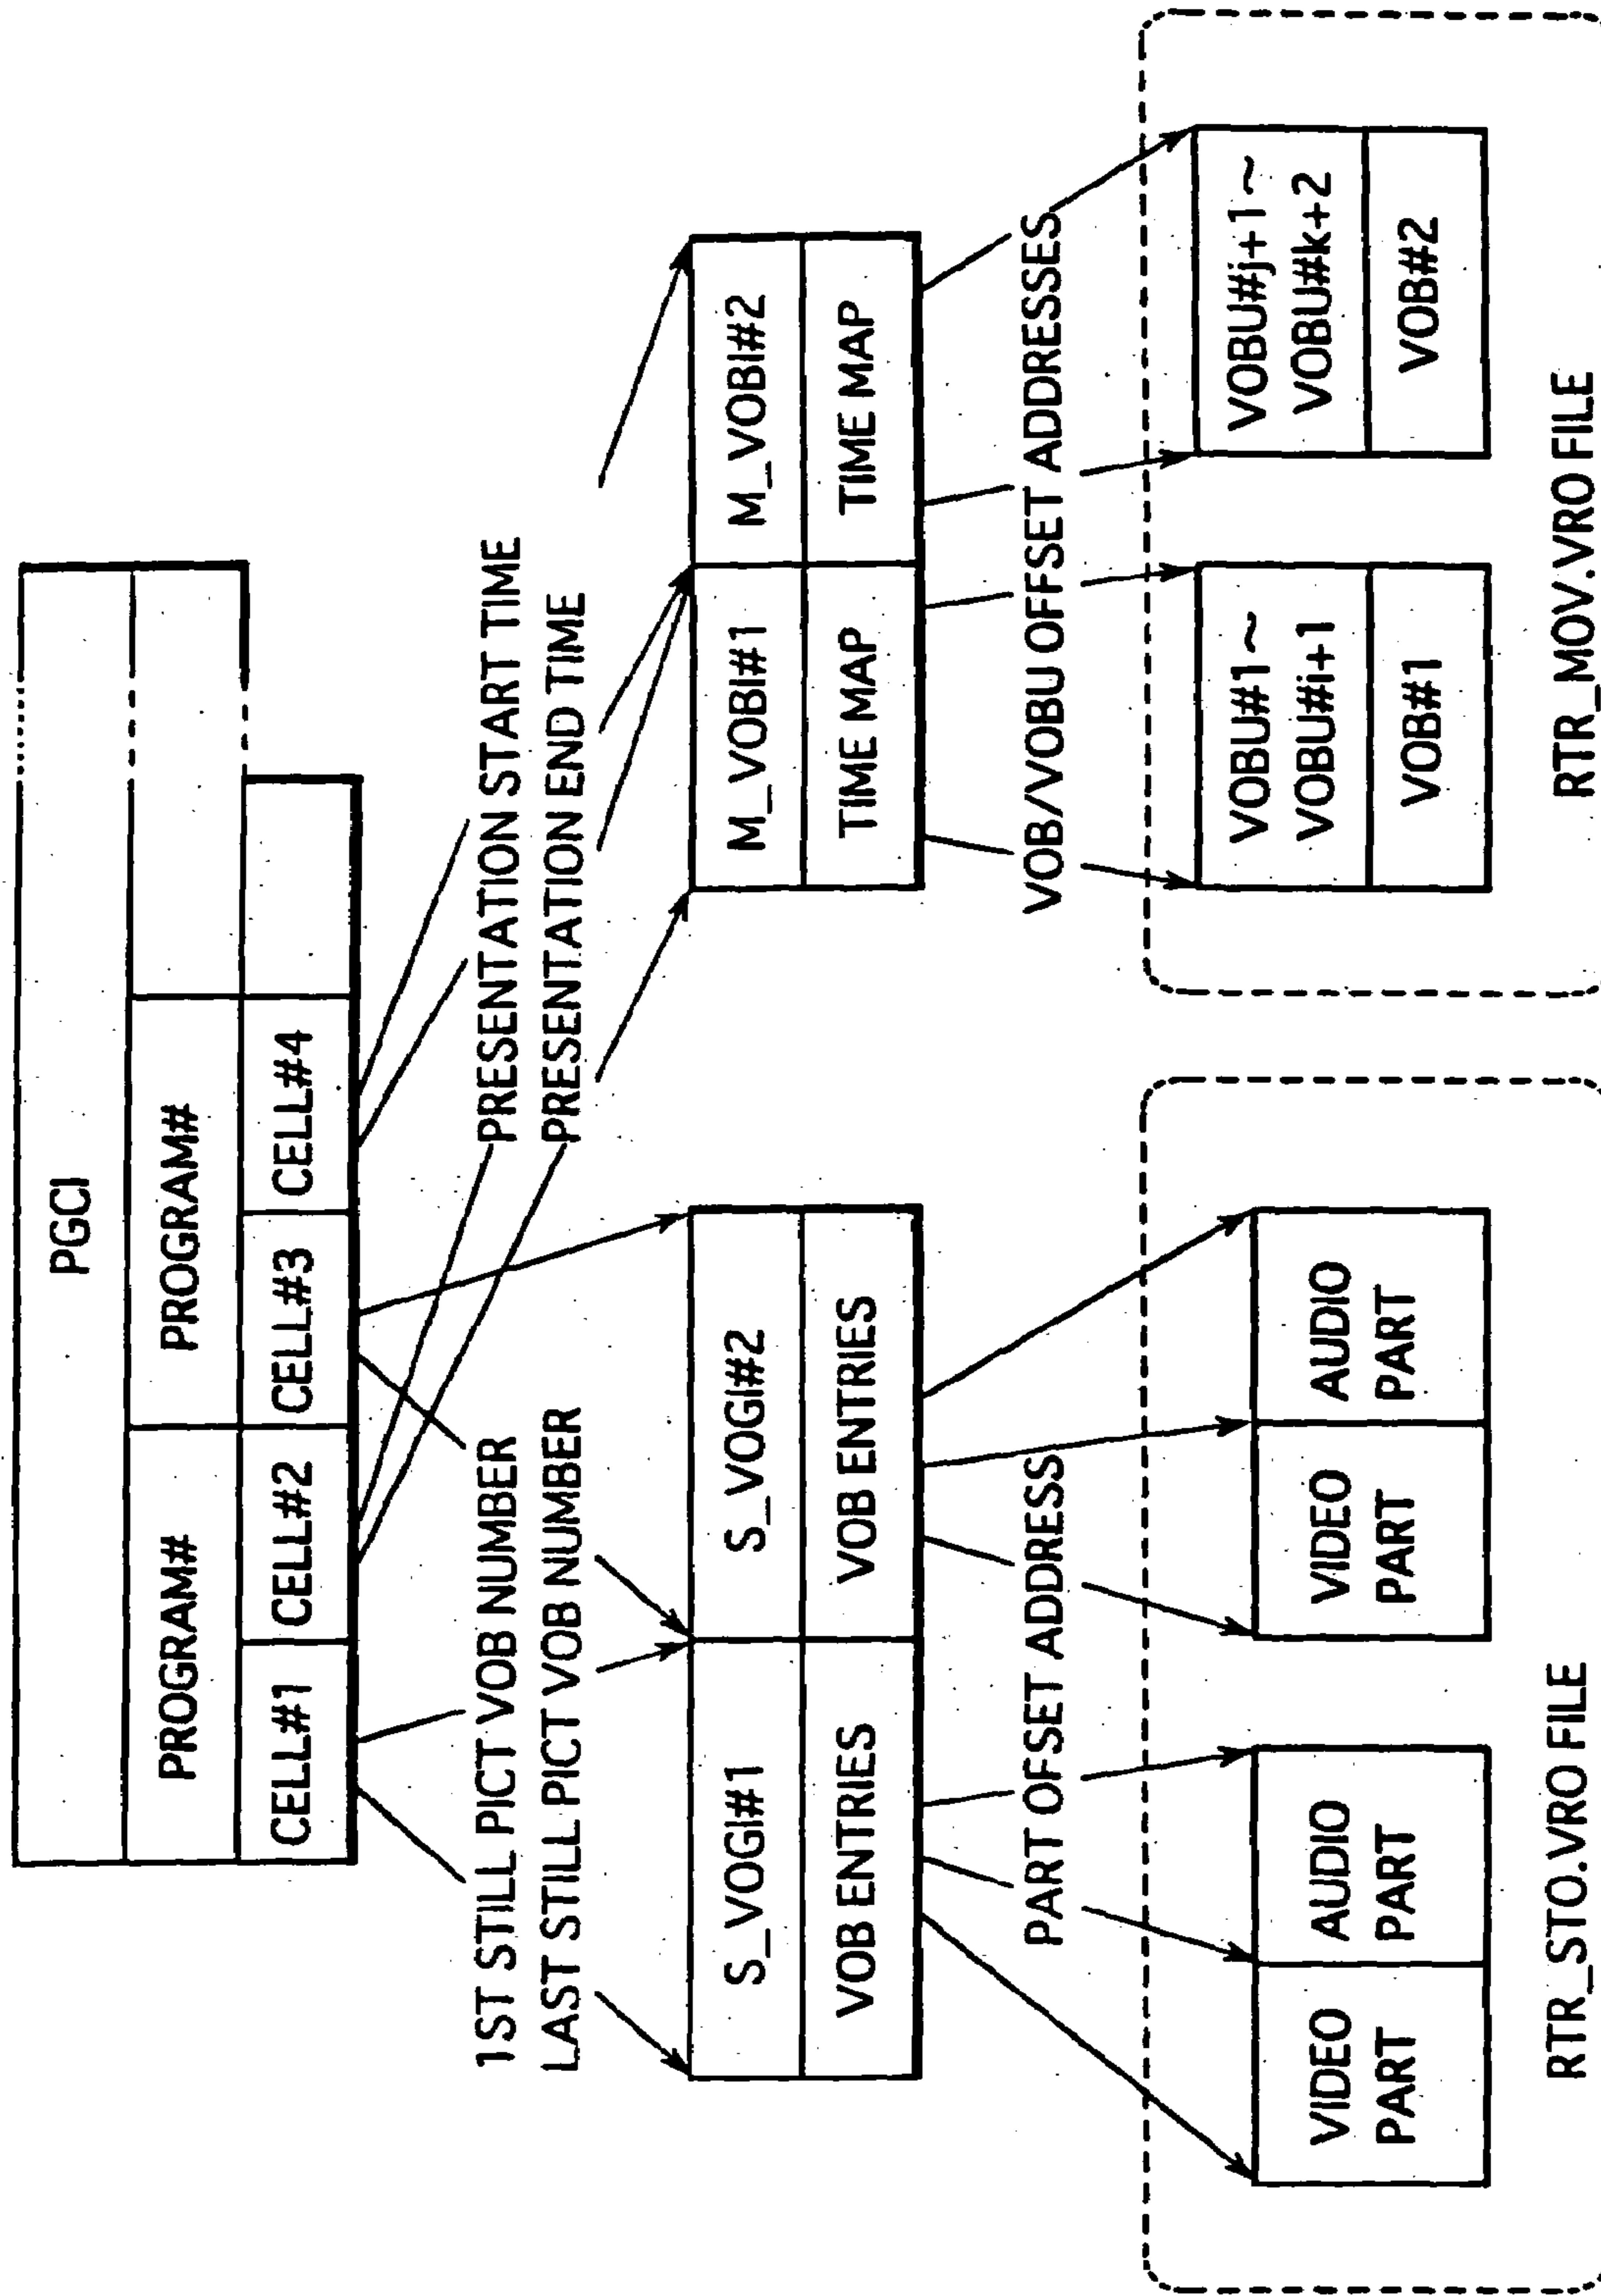 PGCI
PROGRAM#
PROGRAM#
CELL#1
CELL#2
CELL#3
CELL#4
1ST STILL PICT VOB NUMBER
LAST STILL PICT VOB NUMBER
PRESENTATION START TIME
PRESENTATION END TIME
S_VOGI#1
S_VOGI#2
VOB ENTRIES
VOB ENTRIES
M_VOBI#1
M_VOBI#2
TIME MAP
TIME MAP
PART OFFSET ADDRESS
VOB/VOBU OFFSET ADDRESSES
VIDEO
PART
AUDIO
PART
VIDEO
PART
AUDIO
PART
VOBU#1~
VOBU#i+1
VOB#1
VOBU#j+1~
VOBU#k+2
VOB#2
RTR_STO.VRO FILE
RTR_MOV.VRO FILE